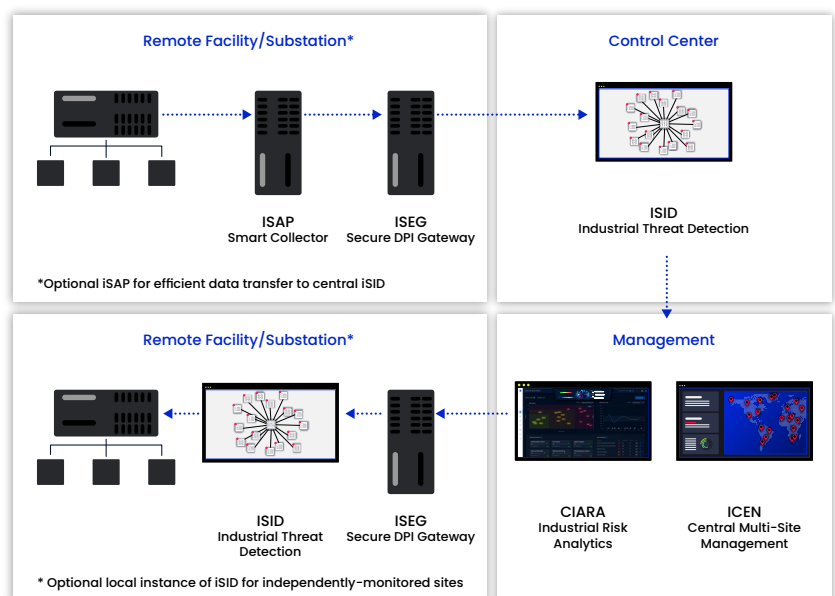 Remote Facility/Substation*
ISAP
Smart Collector
ISEG
Secure DPI Gateway
*Optional iSAP for efficient data transfer to central iSID
Control Center
ISID
Industrial Threat Detection
Remote Facility/Substation*
ISID
Industrial Threat
Detection
ISEG
Secure DPI Gateway
* Optional local instance of iSID for independently-monitored sites
Management
CIARA
Industrial Risk
Analytics
ICEN
Central Multi-Site
Management